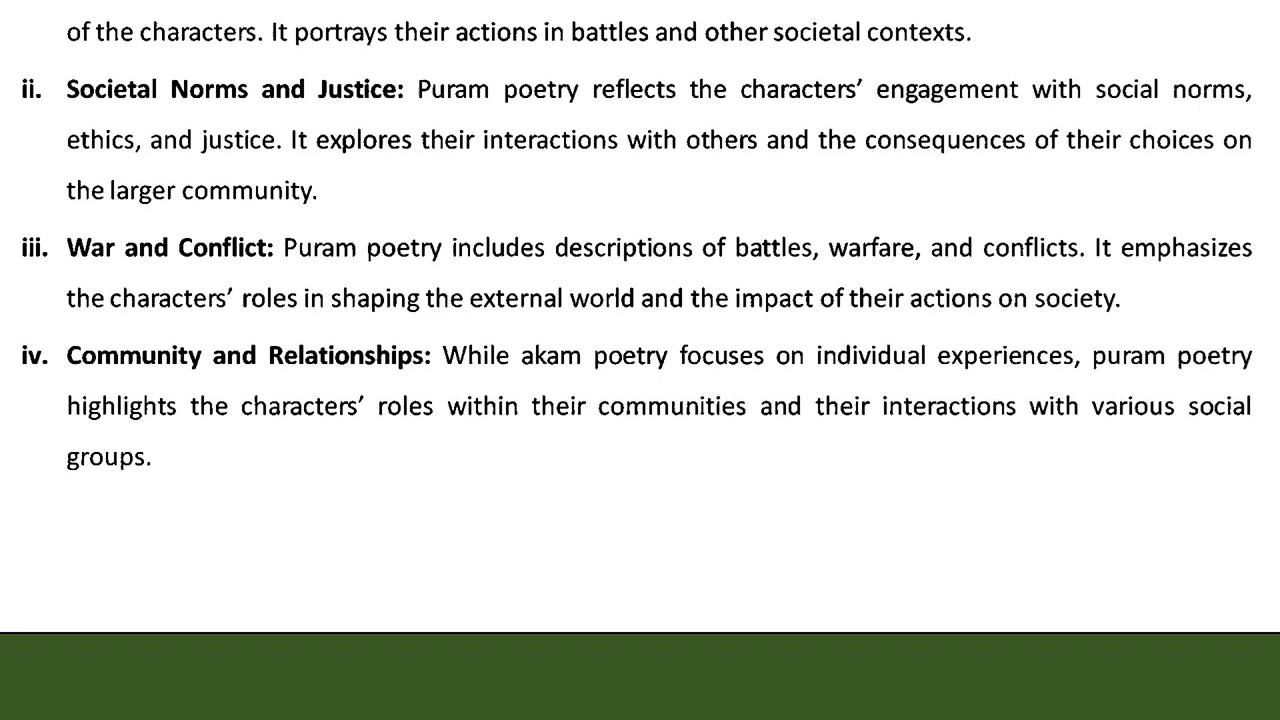 of the characters. It portrays their actions in battles and other societal contexts.
ii. Societal Norms and Justice: Puram poetry reflects the characters’ engagement with social norms,
ethics, and justice. It explores their interactions with others and the consequences of their choices on
the larger community.
iii. War and Conflict: Puram poetry includes descriptions of battles, warfare, and conflicts. It emphasizes
the characters’ roles in shaping the external world and the impact of their actions on society.
iv. Community and Relationships: While akam poetry focuses on individual experiences, puram poetry
highlights the characters’ roles within their communities and their interactions with various social
groups.